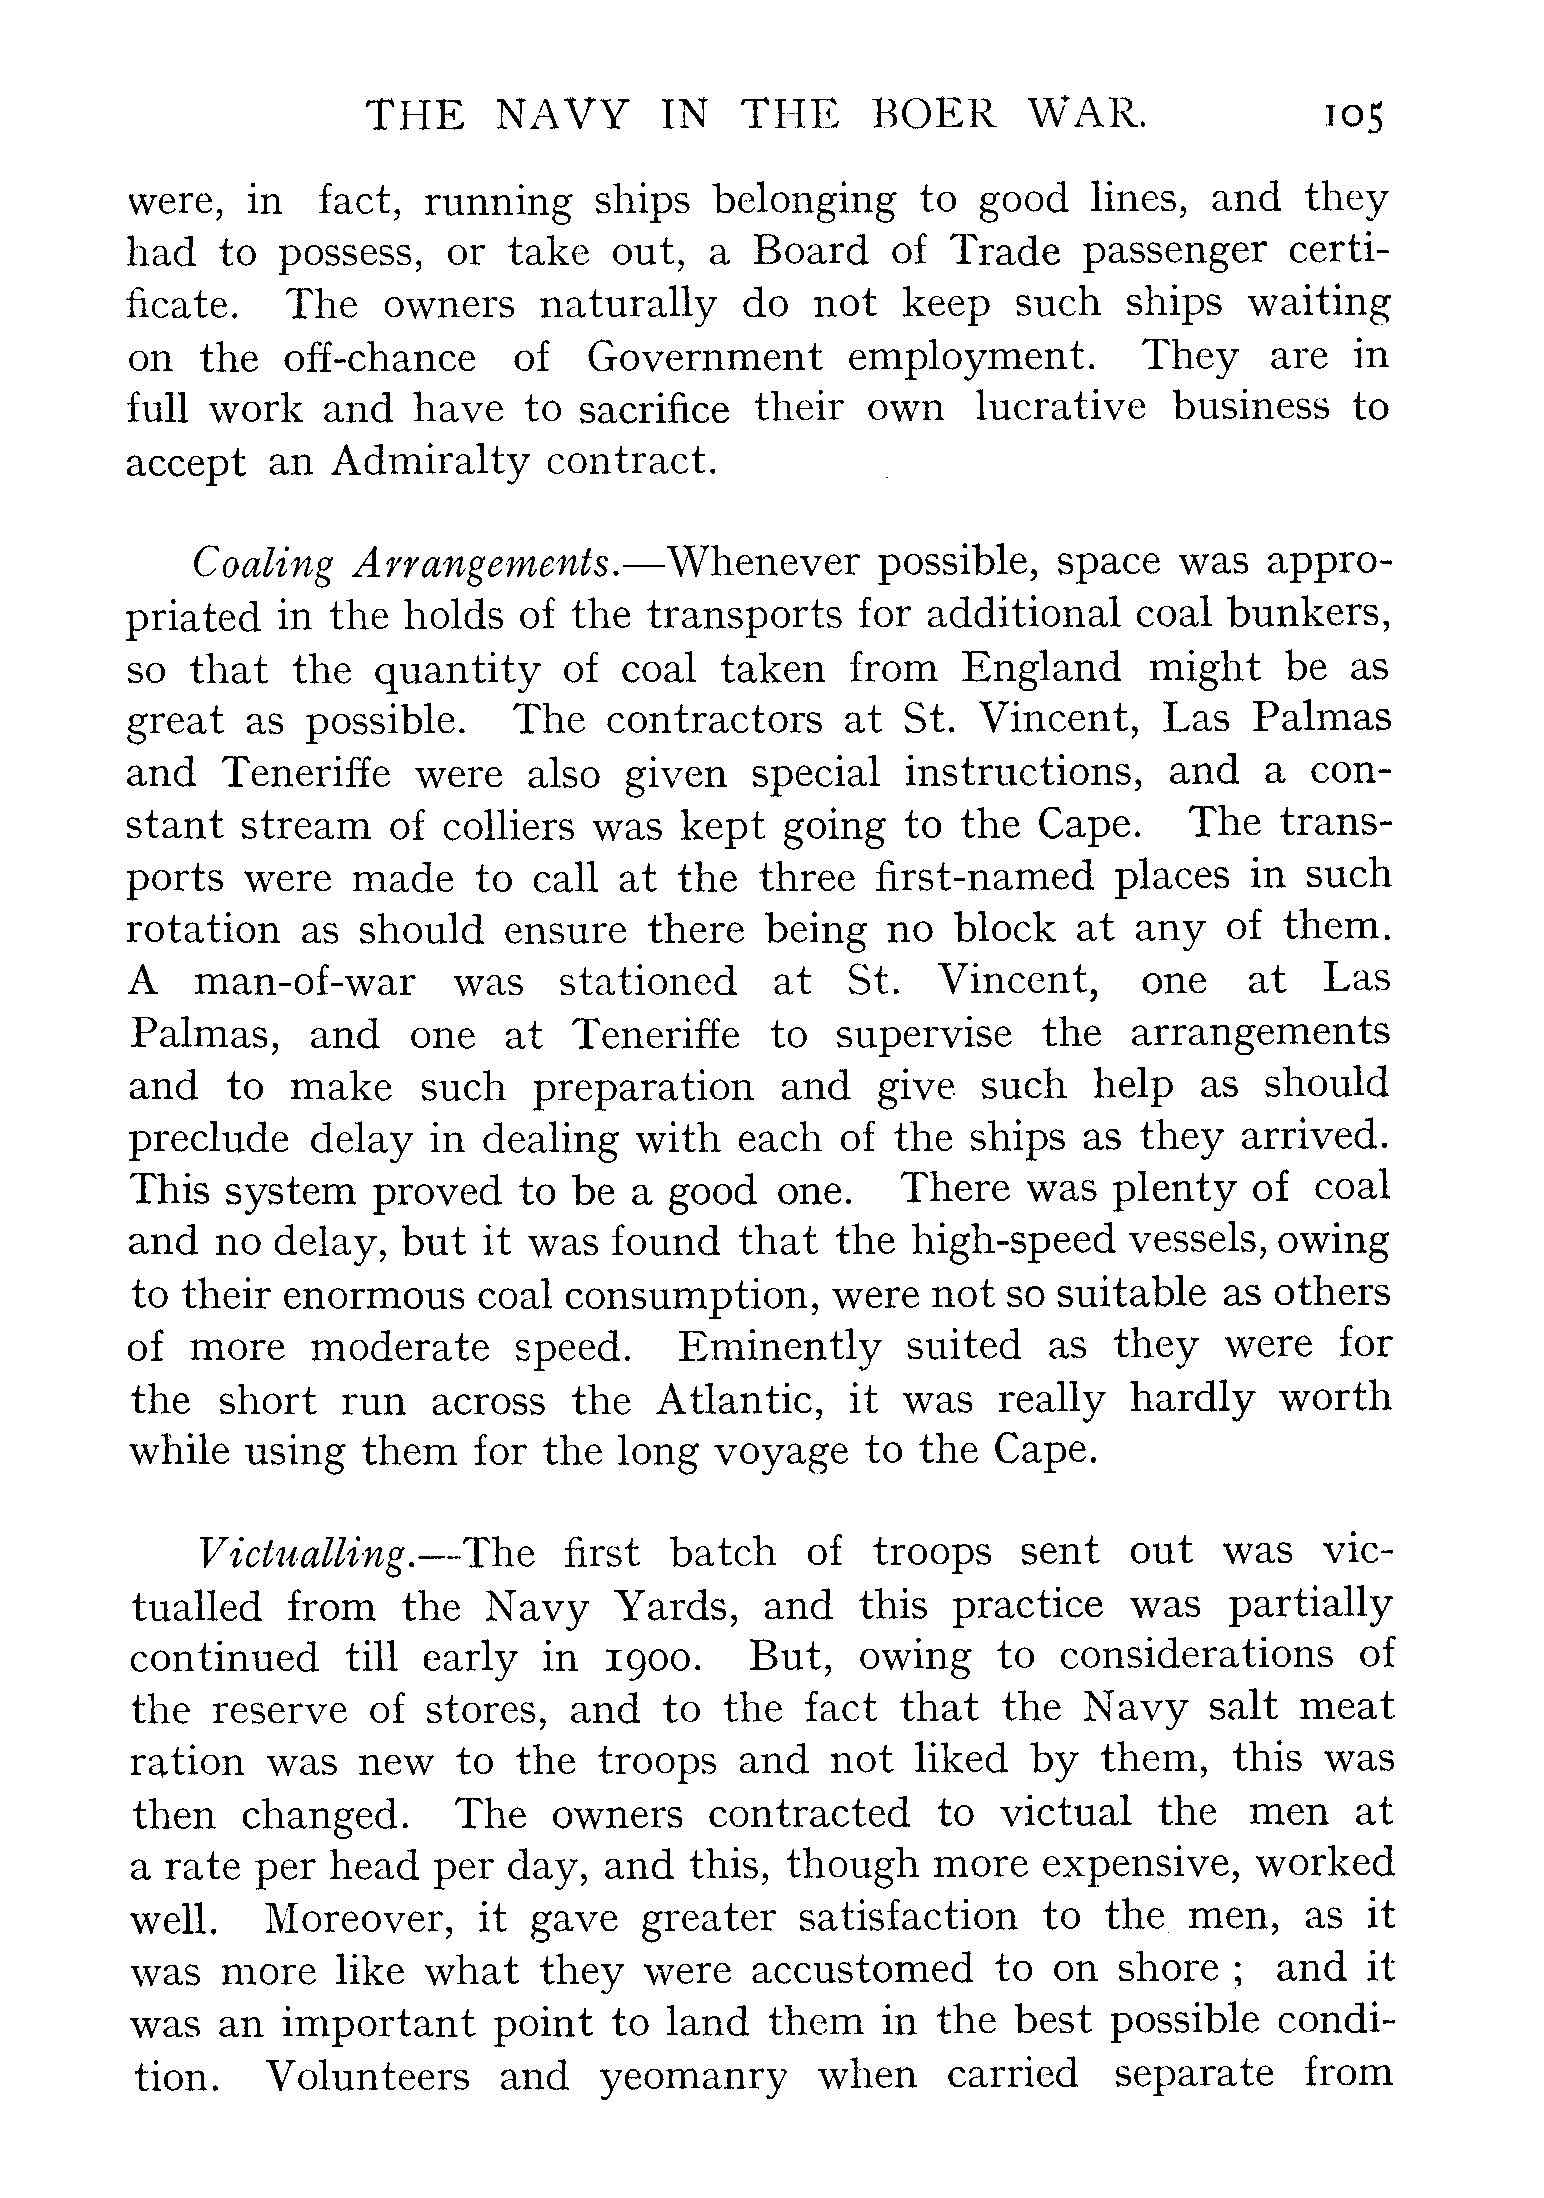 THE NAVY IN THE BOER WAR. 105
were, in fact, running ships belonging to good lines, and they
had to possess, or take out, a Board of Trade passenger certi-
ficate. The owners naturally do not keep such ships waiting
on the off-chance of Government employment. They are in
full work and have to sacrifice their own lucrative business to
accept an Admiralty contract.
Coaling Arrangements.—Whenever possible, space was appro-
priated in the holds of the transports for additional coal bunkers,
so that the quantity of coal taken from England might be as
great as possible. The contractors at St. Vincent, Las Palmas
and Teneriffe were also given special instructions, and a con-
stant stream of colliers was kept going to the Cape. The trans-
ports were made to call at the three first-named places in such
rotation as should ensure there being no block at any of them.
A man-of-war was stationed at St. Vincent, one at Las
Palmas, and one at Teneriffe to supervise the arrangements
and to make such preparation and give such help as should
preclude delay in dealing with each of the ships as they arrived.
This system proved to be a good one. There was plenty of coal
and no delay, but it was found that the high-speed vessels, owing
to their enormous coal consumption, were not so suitable as others
of more moderate speed. Eminently suited as they were for
the short run across the Atlantic, it was really hardly worth
while using them for the long voyage to the Cape.
Victualling.—The first batch of troops sent out was vic-
tualled from the Navy Yards, and this practice was partially
continued till early in 1900. But, owing to considerations of
the reserve of stores, and to the fact that the Navy salt meat
ration was new to the troops and not liked by them, this was
then changed. The owners contracted to victual the men at
a rate per head per day, and this, though more expensive, worked
well. Moreover, it gave greater satisfaction to the men, as it
was more like what they were accustomed to on shore ; and it
was an important point to land them in the best possible condi-
tion. Volunteers and yeomanry when carried separate from